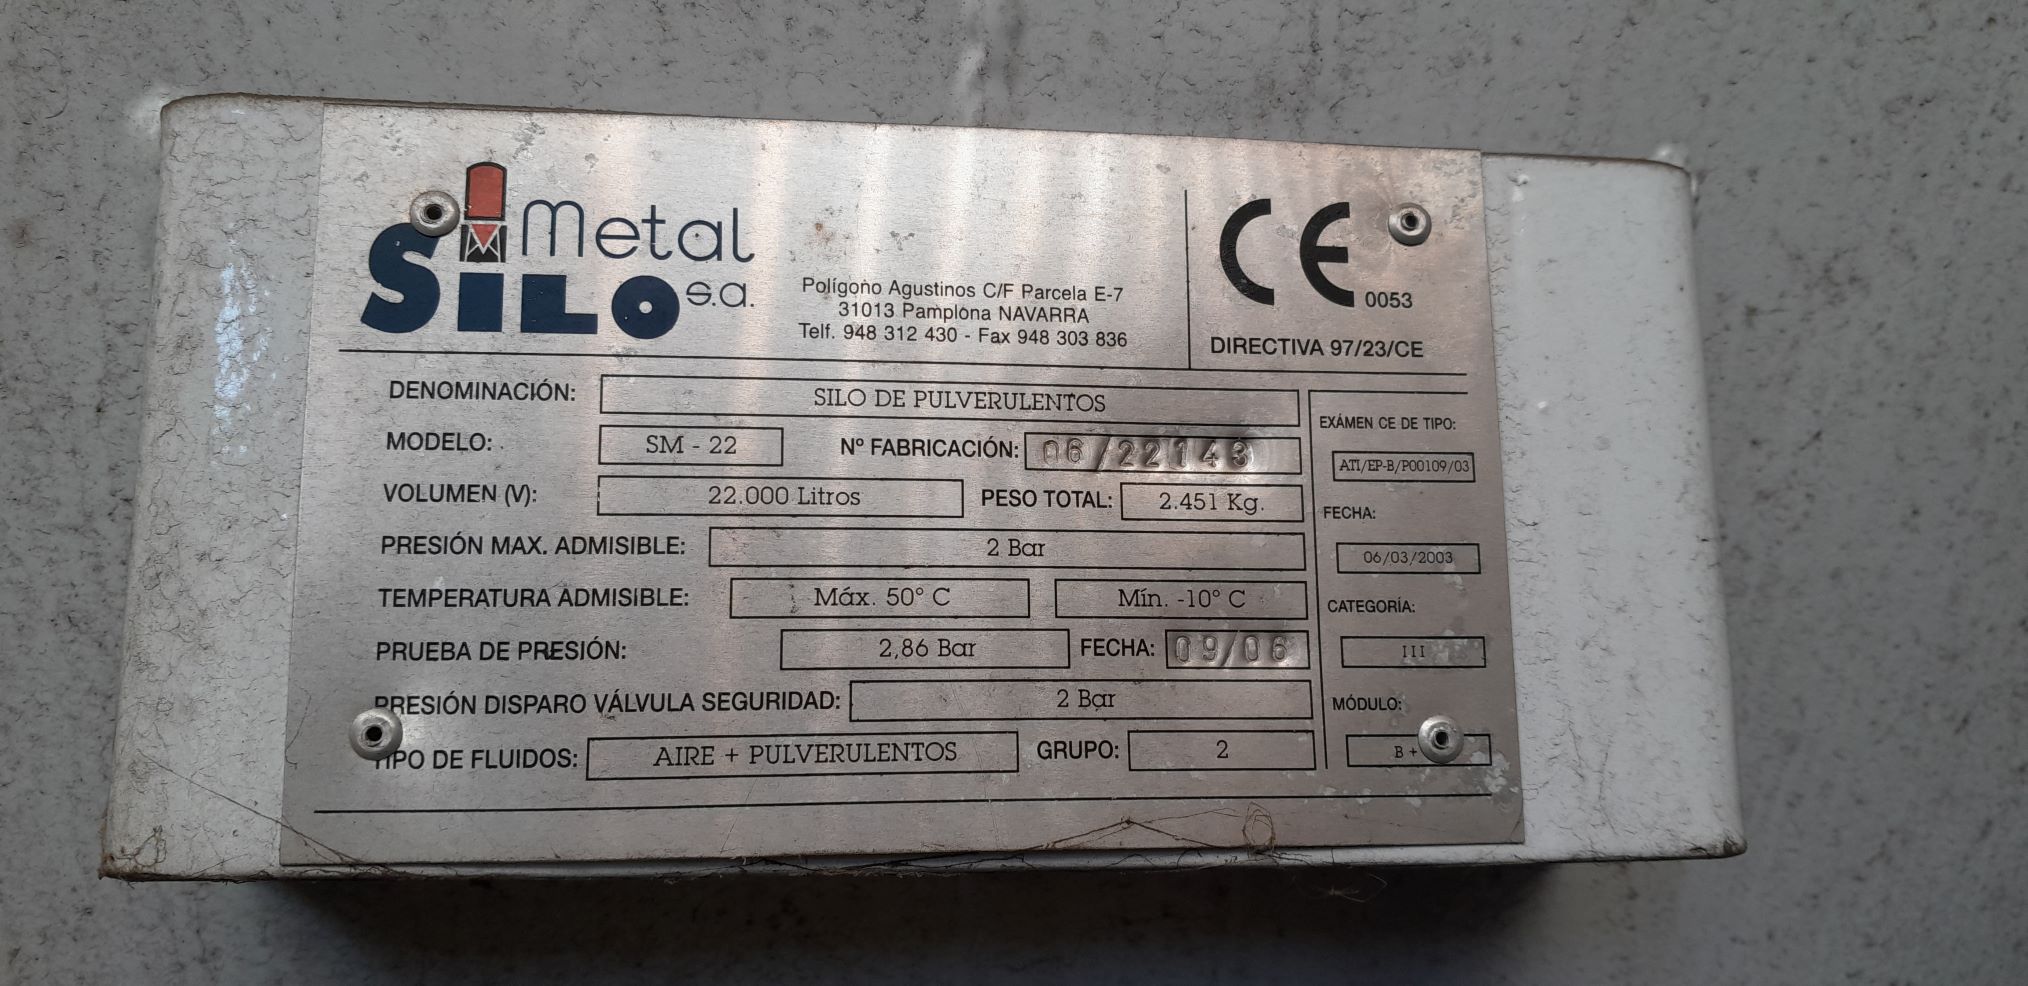 Metal
SILO s.a.
Polígono Agustinos C/F Parcela E-7
31013 Pamplona NAVARRA
Telf. 948 312 430 - Fax 948 303 836
CE 0053
DIRECTIVA 97/23/CE
DENOMINACIÓN: SILO DE PULVERULENTOS
MODELO: SM - 22 Nº FABRICACIÓN: 06/22143
VOLUMEN (V): 22.000 Litros PESO TOTAL: 2.451 Kg.
PRESIÓN MAX. ADMISIBLE: 2 Bar
TEMPERATURA ADMISIBLE: Máx. 50° C Mín. -10° C
PRUEBA DE PRESIÓN: 2,86 Bar FECHA: 09/06
PRESIÓN DISPARO VÁLVULA SEGURIDAD: 2 Bar
TIPO DE FLUIDOS: AIRE + PULVERULENTOS GRUPO: 2
EXÁMEN CE DE TIPO:
ATI/EP-B/P00109/03
FECHA:
06/03/2003
CATEGORÍA:
III
MÓDULO:
B +